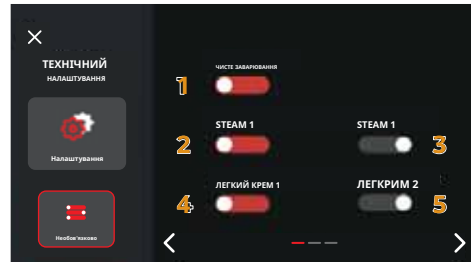 ТЕХНІЧНИЙ
НАЛАШТУВАННЯ
Налаштування
Необов'язково
ЧИСТЕ ЗАВАРЮВАННЯ
1
STEAM 1
STEAM 1
2
3
ЛЕГКИЙ КРЕМ 1
ЛЕГКРИМ 2
4
5